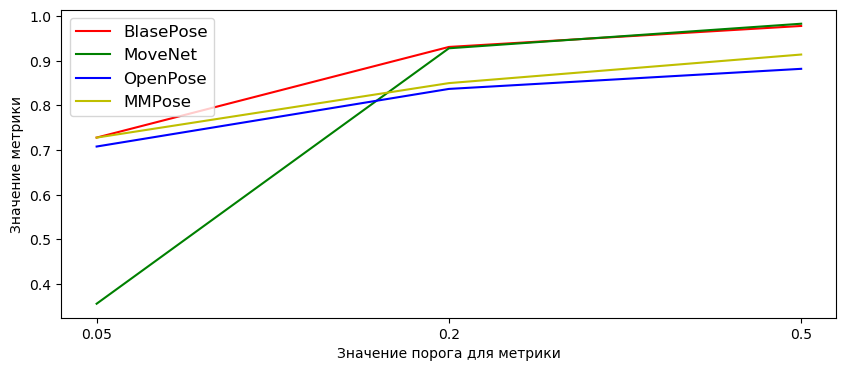 BlasePose
MoveNet
OpenPose
MMPose
1.0
0.9
0.8
0.7
0.6
0.5
0.4
Значение метрики
0.05
0.2
0.5
Значение порога для метрики